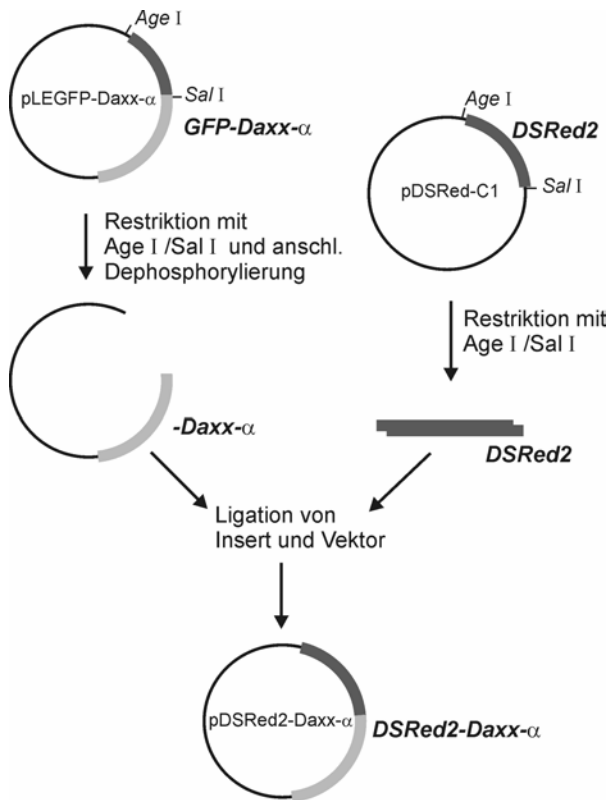 Age I
pLEGFP-Daxx-α
Sal I
GFP-Daxx-α
Age I
DSRed2
Sal I
pDSRed-C1
Restriktion mit
Age I /Sal I und anschl.
Dephosphorylierung
Restriktion mit
Age I /Sal I
-Daxx-α
DSRed2
Ligation von
Insert und Vektor
pDSRed2-Daxx-α
DSRed2-Daxx-α